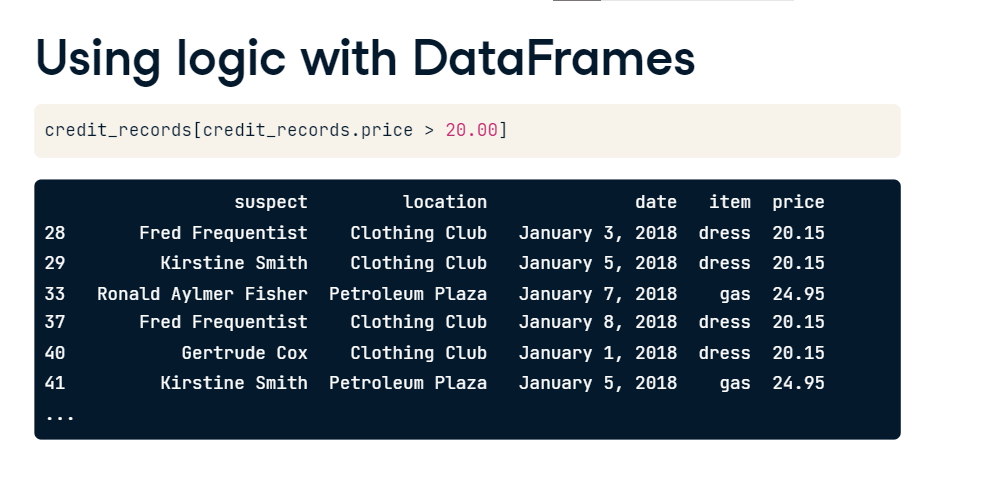 Using logic with DataFrames
credit_records[credit_records.price > 20.00]
suspect location date item price
28 Fred Frequentist Clothing Club January 3, 2018 dress 20.15
29 Kirstine Smith Clothing Club January 5, 2018 dress 20.15
33 Ronald Aylmer Fisher Petroleum Plaza January 7, 2018 gas 24.95
37 Fred Frequentist Clothing Club January 8, 2018 dress 20.15
40 Gertrude Cox Clothing Club January 1, 2018 dress 20.15
41 Kirstine Smith Petroleum Plaza January 5, 2018 gas 24.95
...